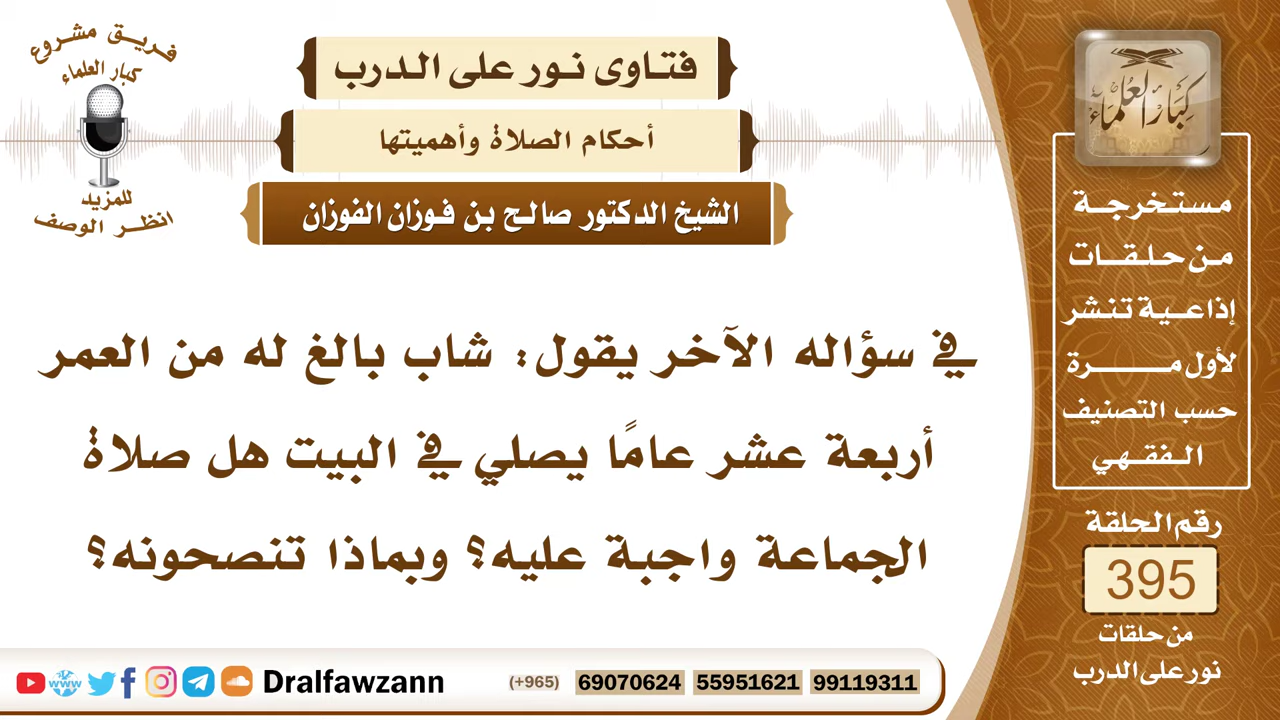 فريق مشروع
كبار العلماء
للمزيد
انظر الوصف
فتاوى نور على الدرب
أحكام الصلاة وأهميتها
الشيخ الدكتور صالح بن فوزان الفوزان
في سؤاله الآخر يقول: شاب بالغ له من العمر
أربعة عشر عامًا يصلي في البيت هل صلاة
الجماعة واجبة عليه؟ وبماذا تنصحونه؟
كبار العلماء
مستخرجة
من حلقات
إذاعية تنشر
لأول مرة
حسب التصنيف
الفقهي
رقم الحلقة
395
من حلقات
نور على الدرب
www Dralfawzann (+965) 69070624 55951621 99119311